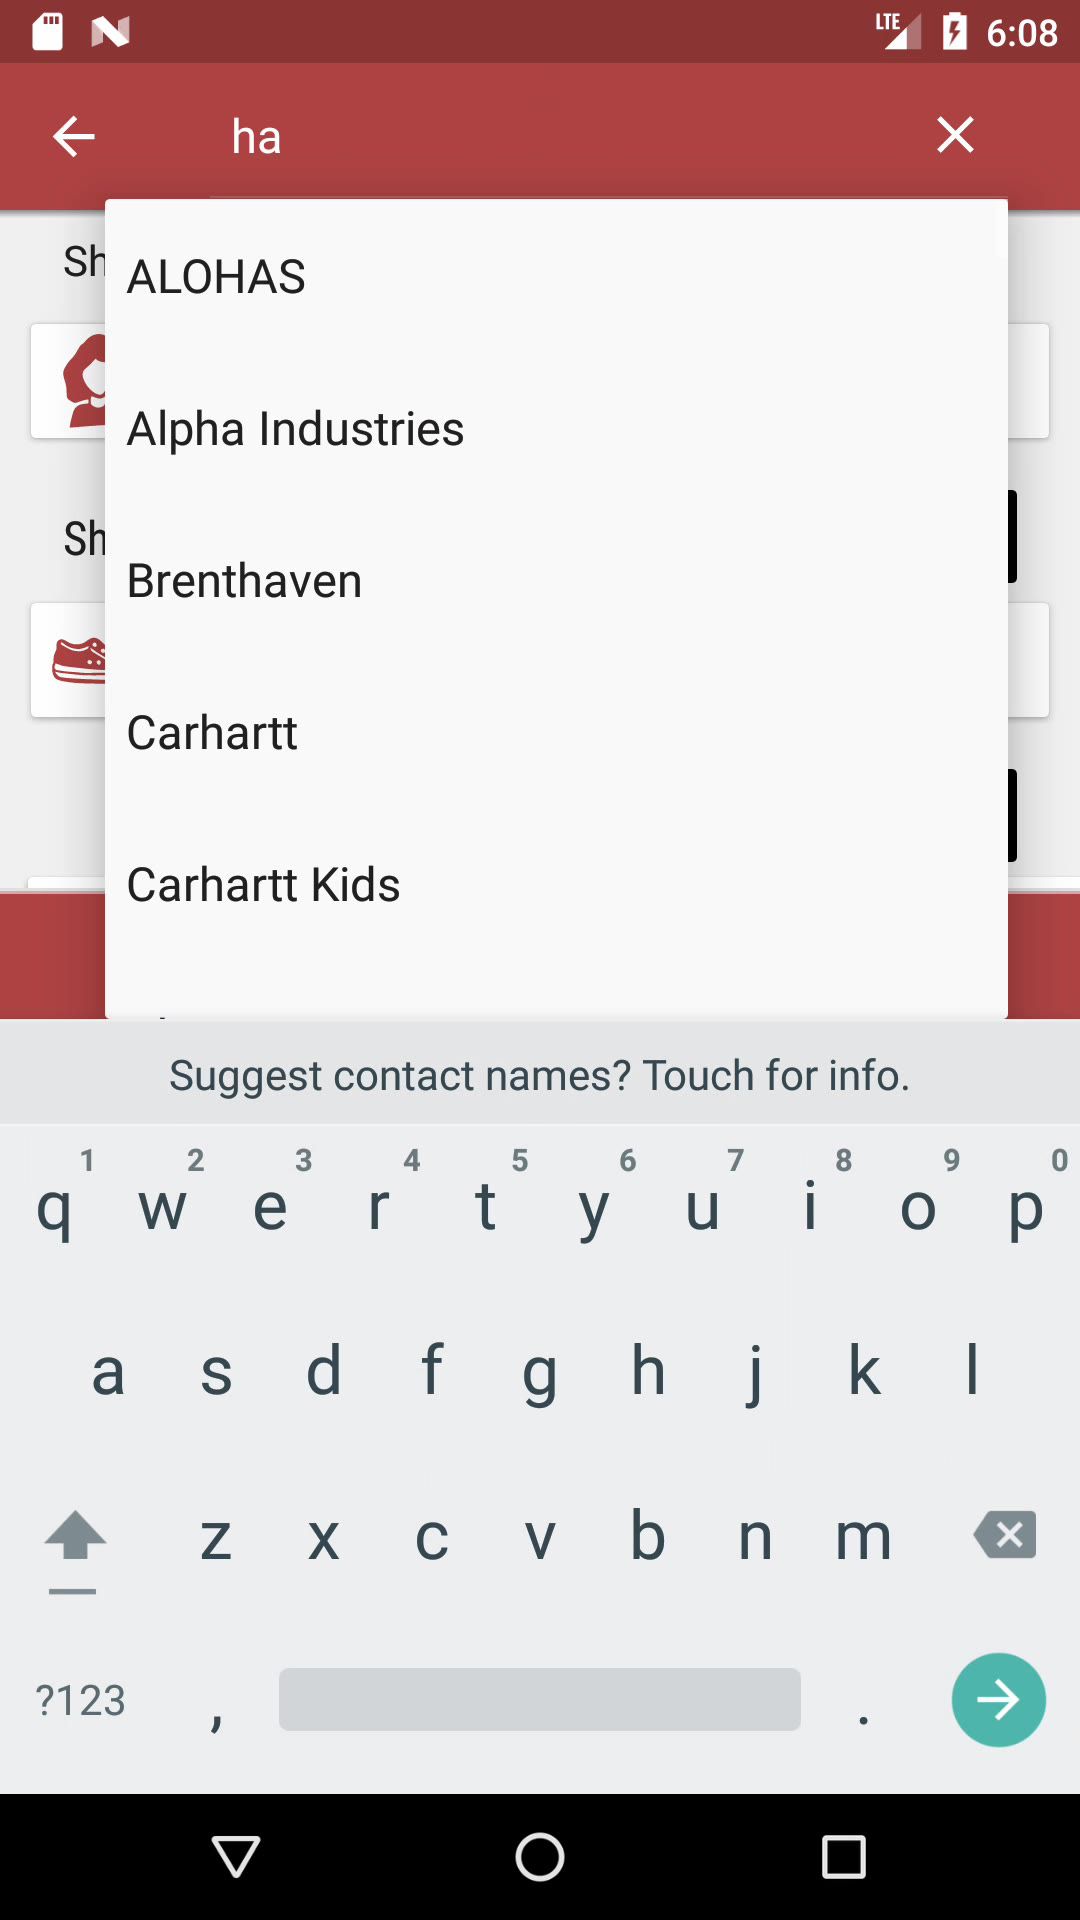 LTE 6:08
ha
Sh
ALOHAS
Alpha Industries
Sh
Brenthaven
Carhartt
Carhartt Kids
Suggest contact names? Touch for info.
1 2 3 4 5 6 7 8 9 0
q w e r t y u i o p
a s d f g h j k l
z x c v b n m
?123 , .